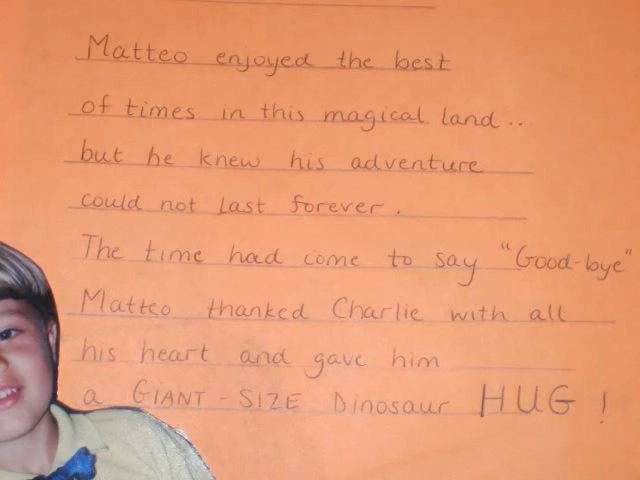 Matteo enjoyed the best
of times in this magical land...
but he knew his adventure
could not last forever.
The time had come to say "Good-bye"
Matteo thanked Charlie with all
his heart and gave him
a GiANT-SIZE Dinosaur HUG!